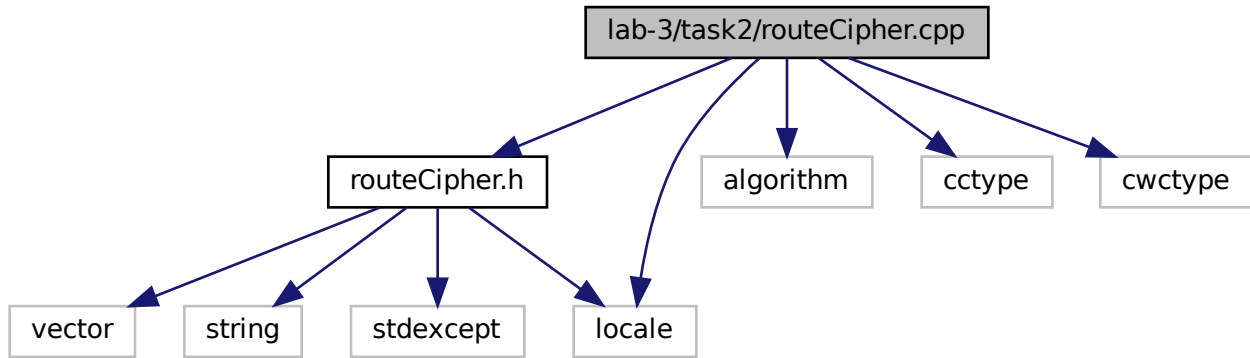 lab-3/task2/routeCipher.cpp
routeCipher.h
algorithm
cctype
cwctype
vector
string
stdexcept
locale